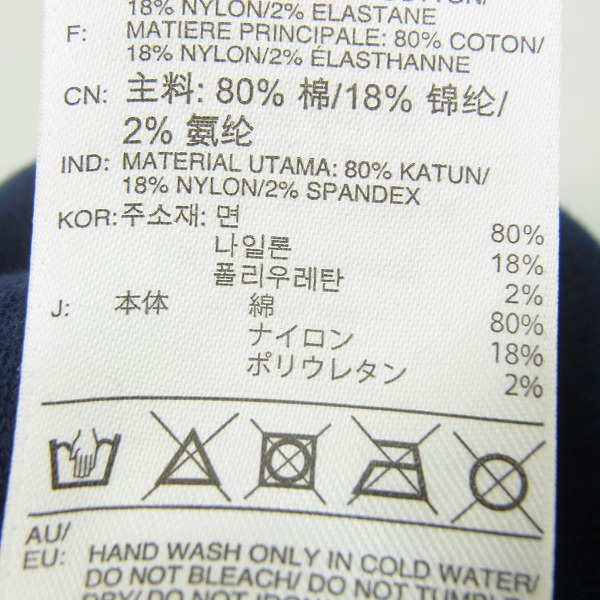 18% NYLON/2% ELASTANE
F: MATIERE PRINCIPALE: 80% COTON/
18% NYLON/2% ÉLASTHANNE
CN: 主料: 80% 棉/18% 锦纶/
2% 氨纶
IND: MATERIAL UTAMA: 80% KATUN/
18% NYLON/2% SPANDEX
KOR: 주소재: 면 80%
나일론 18%
폴리우레탄 2%
J: 本体 綿 80%
ナイロン 18%
ポリウレタン 2%
AU/
EU: HAND WASH ONLY IN COLD WATER/
DO NOT BLEACH/ DO NOT TUMBLE
DRY/ DO NOT IRON/